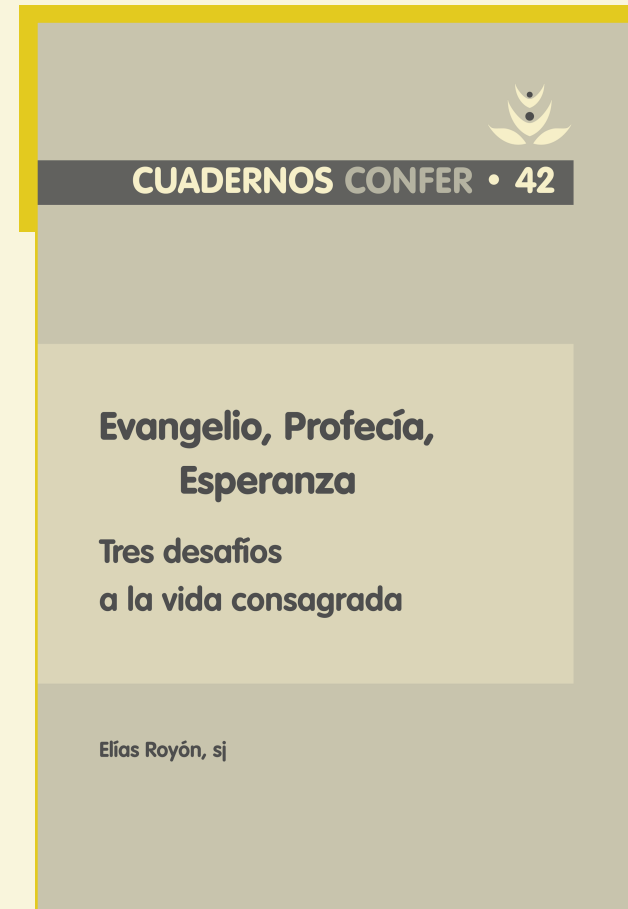 CUADERNOS CONFER • 42
Evangelio, Profecía,
Esperanza
Tres desafíos
a la vida consagrada
Elías Royón, sj